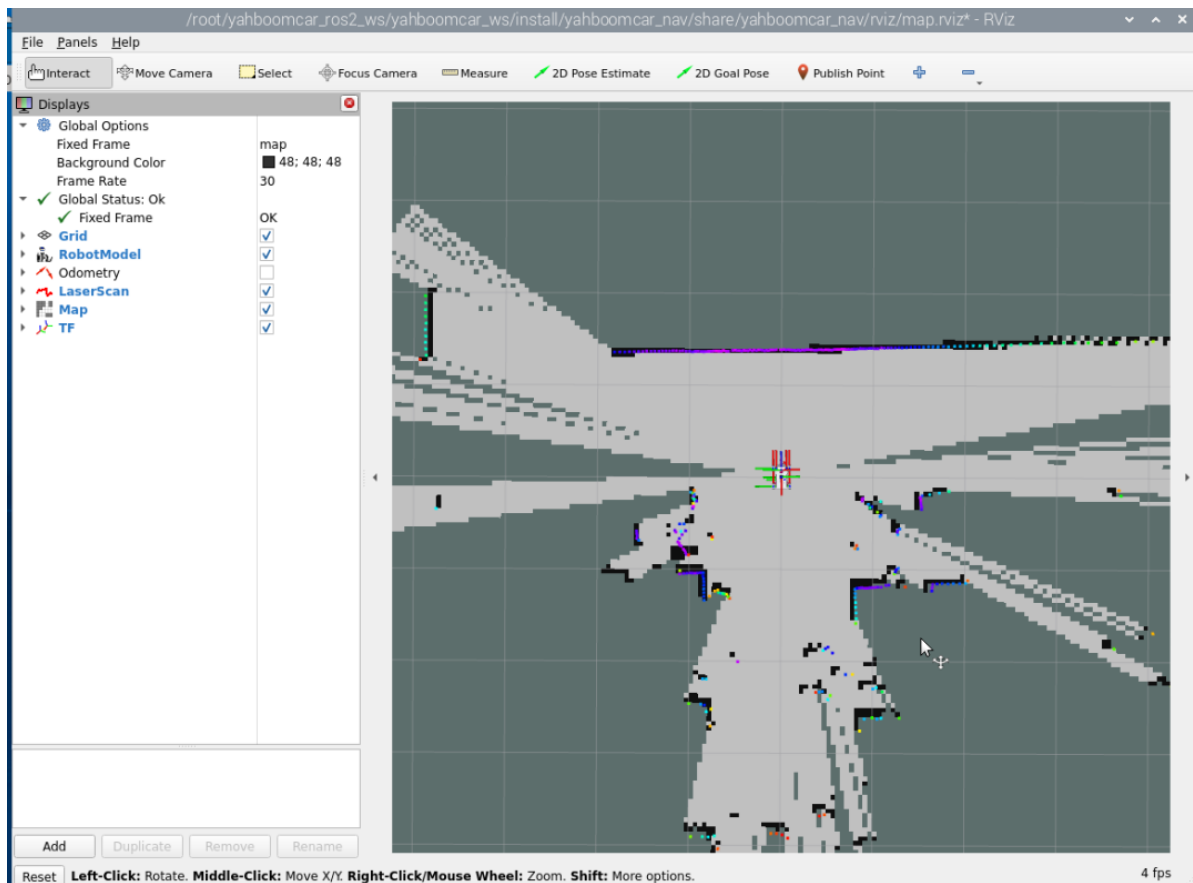 /root/yahboomcar_ros2_ws/yahboomcar_ws/install/yahboomcar_nav/share/yahboomcar_nav/rviz/map.rviz* - RViz
File Panels Help
Interact Move Camera Select Focus Camera Measure 2D Pose Estimate 2D Goal Pose Publish Point
Displays
Global Options
Fixed Frame map
Background Color 48; 48; 48
Frame Rate 30
Global Status: Ok
Fixed Frame OK
Grid
RobotModel
Odometry
LaserScan
Map
TF
Add Duplicate Remove Rename
Reset Left-Click: Rotate. Middle-Click: Move X/Y. Right-Click/Mouse Wheel: Zoom. Shift: More options. 4 fps